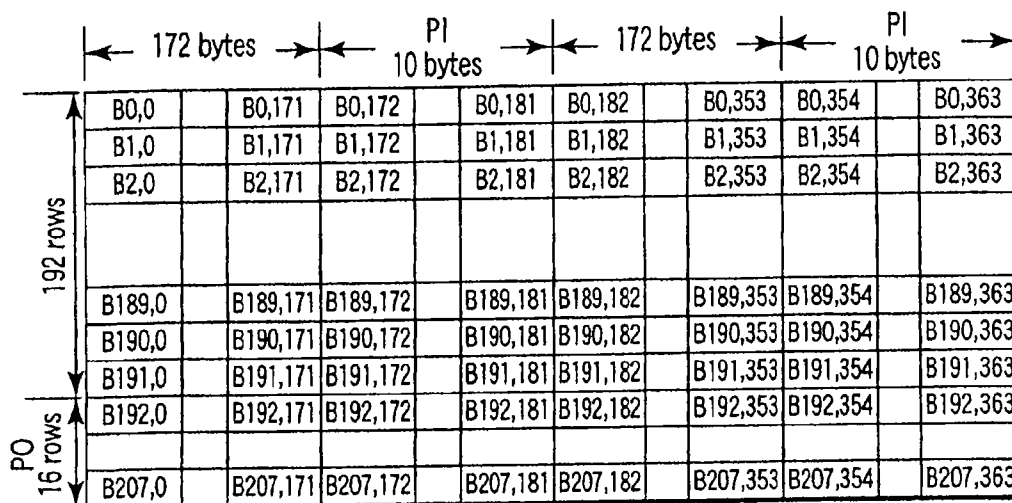 172 bytes PI 10 bytes 172 bytes PI 10 bytes
B0,0 B0,171 B0,172 B0,181 B0,182 B0,353 B0,354 B0,363
B1,0 B1,171 B1,172 B1,181 B1,182 B1,353 B1,354 B1,363
B2,0 B2,171 B2,172 B2,181 B2,182 B2,353 B2,354 B2,363
192 rows
B189,0 B189,171 B189,172 B189,181 B189,182 B189,353 B189,354 B189,363
B190,0 B190,171 B190,172 B190,181 B190,182 B190,353 B190,354 B190,363
B191,0 B191,171 B191,172 B191,181 B191,182 B191,353 B191,354 B191,363
B192,0 B192,171 B192,172 B192,181 B192,182 B192,353 B192,354 B192,363
PO
16 rows
B207,0 B207,171 B207,172 B207,181 B207,182 B207,353 B207,354 B207,363